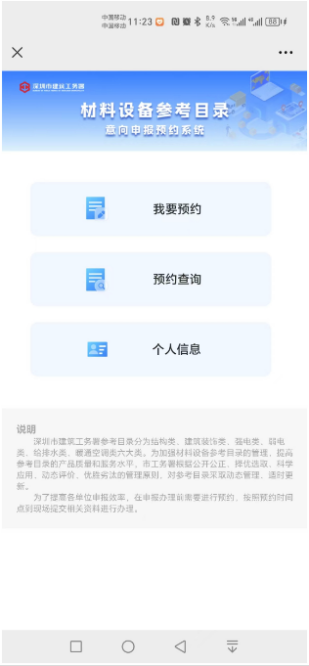 中国移动
中国移动
11:23
5.9
K/s
88
深圳市建筑工务署
材料设备参考目录
意向申报预约系统
我要预约
预约查询
个人信息
说明
深圳市建筑工务署参考目录分为结构类、建筑装饰类、强电类、弱电
类、给排水类、暖通空调类六大类。为加强材料设备参考目录的管理，提高
参考目录的产品质量和服务水平，市工务署根据公开公正、择优选取、科学
应用、动态评价、优胜劣汰的管理原则，对参考目录采取动态管理，适时更
新。
为了提高各单位申报效率，在申报办理前需要进行预约，按照预约时间
点到现场提交相关资料进行办理。